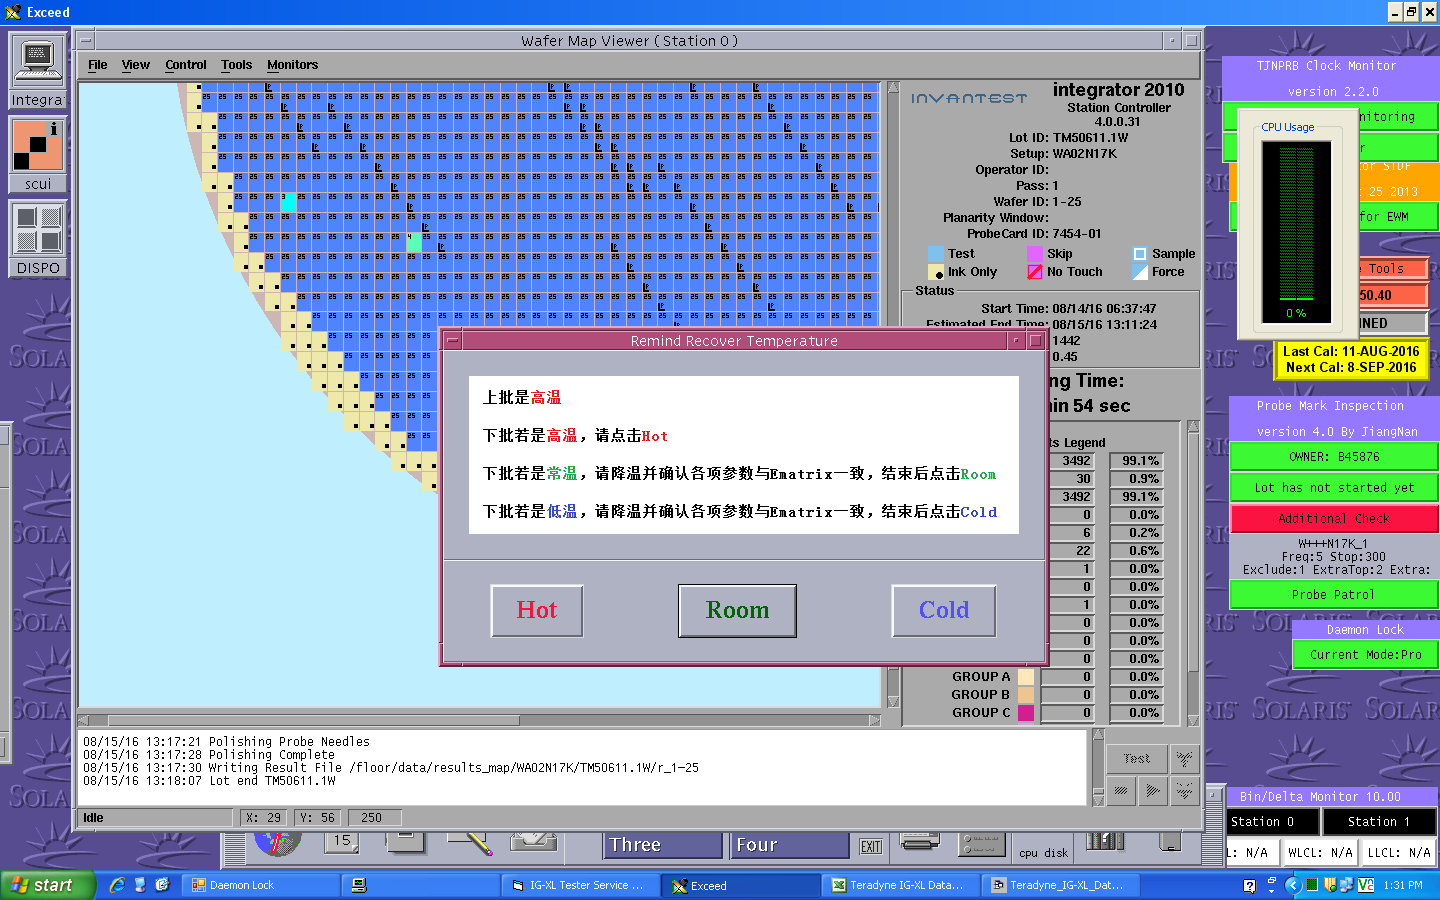 Exceed
Wafer Map Viewer ( Station 0 )
File View Control Tools Monitors
Integra
scui
DISPO
INVANTEST
integrator 2010
Station Controller
4.0.0.31
Lot ID: TM50611.1W
Setup: WA02N17K
Operator ID:
Pass: 1
Wafer ID: 1-25
Planarity Window:
ProbeCard ID: 7454-01
Test Skip Sample
Ink Only No Touch Force
Status
Start Time: 08/14/16 06:37:47
Estimated End Time: 08/15/16 13:11:24
1442
0.45
ng Time:
in 54 sec
ts Legend
3492 99.1%
30 0.9%
3492 99.1%
0 0.0%
6 0.2%
22 0.6%
1 0.0%
0 0.0%
1 0.0%
0 0.0%
0 0.0%
0 0.0%
GROUP A 0 0.0%
GROUP B 0 0.0%
GROUP C 0 0.0%
Remind Recover Temperature
上批是高温
下批若是高温，请点击Hot
下批若是常温，请降温并确认各项参数与Ematrix一致，结束后点击Room
下批若是低温，请降温并确认各项参数与Ematrix一致，结束后点击Cold
Hot Room Cold
08/15/16 13:17:21 Polishing Probe Needles
08/15/16 13:17:28 Polishing Complete
08/15/16 13:17:30 Writing Result File /floor/data/results_map/WA02N17K/TM50611.1W/r_1-25
08/15/16 13:18:07 Lot end TM50611.1W
Test
Idle X: 29 Y: 56 250
TJNPRB Clock Monitor
version 2.2.0
nitoring
r
or STDF
25 2013
for EWM
CPU Usage
0 %
e Tools
50.40
NED
Last Cal: 11-AUG-2016
Next Cal: 8-SEP-2016
Probe Mark Inspection
version 4.0 By JiangNan
OWNER: B45876
Lot has not started yet
Additional Check
W+++N17K_1
Freq:5 Stop:300
Exclude:1 ExtraTop:2 Extra:
Probe Patrol
Daemon Lock
Current Mode:Pro
SOLARIS
Bin/Delta Monitor 10.00
Station 0 Station 1
L: N/A WLCL: N/A LLCL: N/A
15 Three Four EXIT cpu disk
start Daemon Lock IG-XL Tester Service ... Exceed Teradyne IG-XL Data... Teradyne_IG-XL_Dat... 1:31 PM